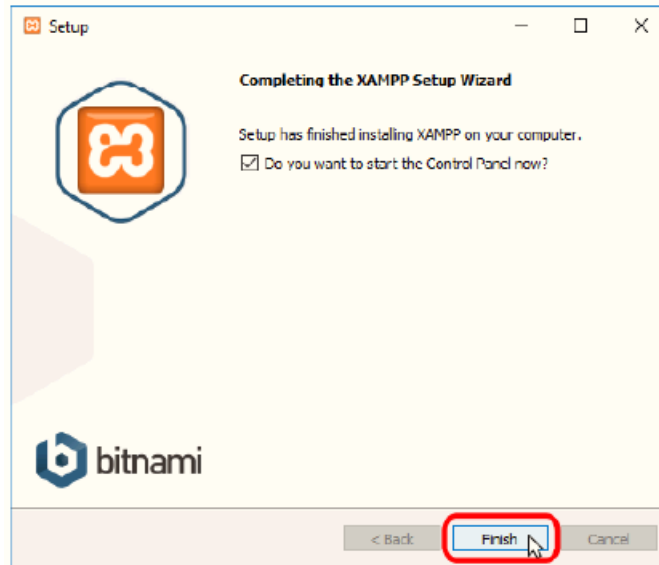 Setup
Completing the XAMPP Setup Wizard
Setup has finished installing XAMPP on your computer.
Do you want to start the Control Panel now?
bitnami
< Back
Finish
Cancel